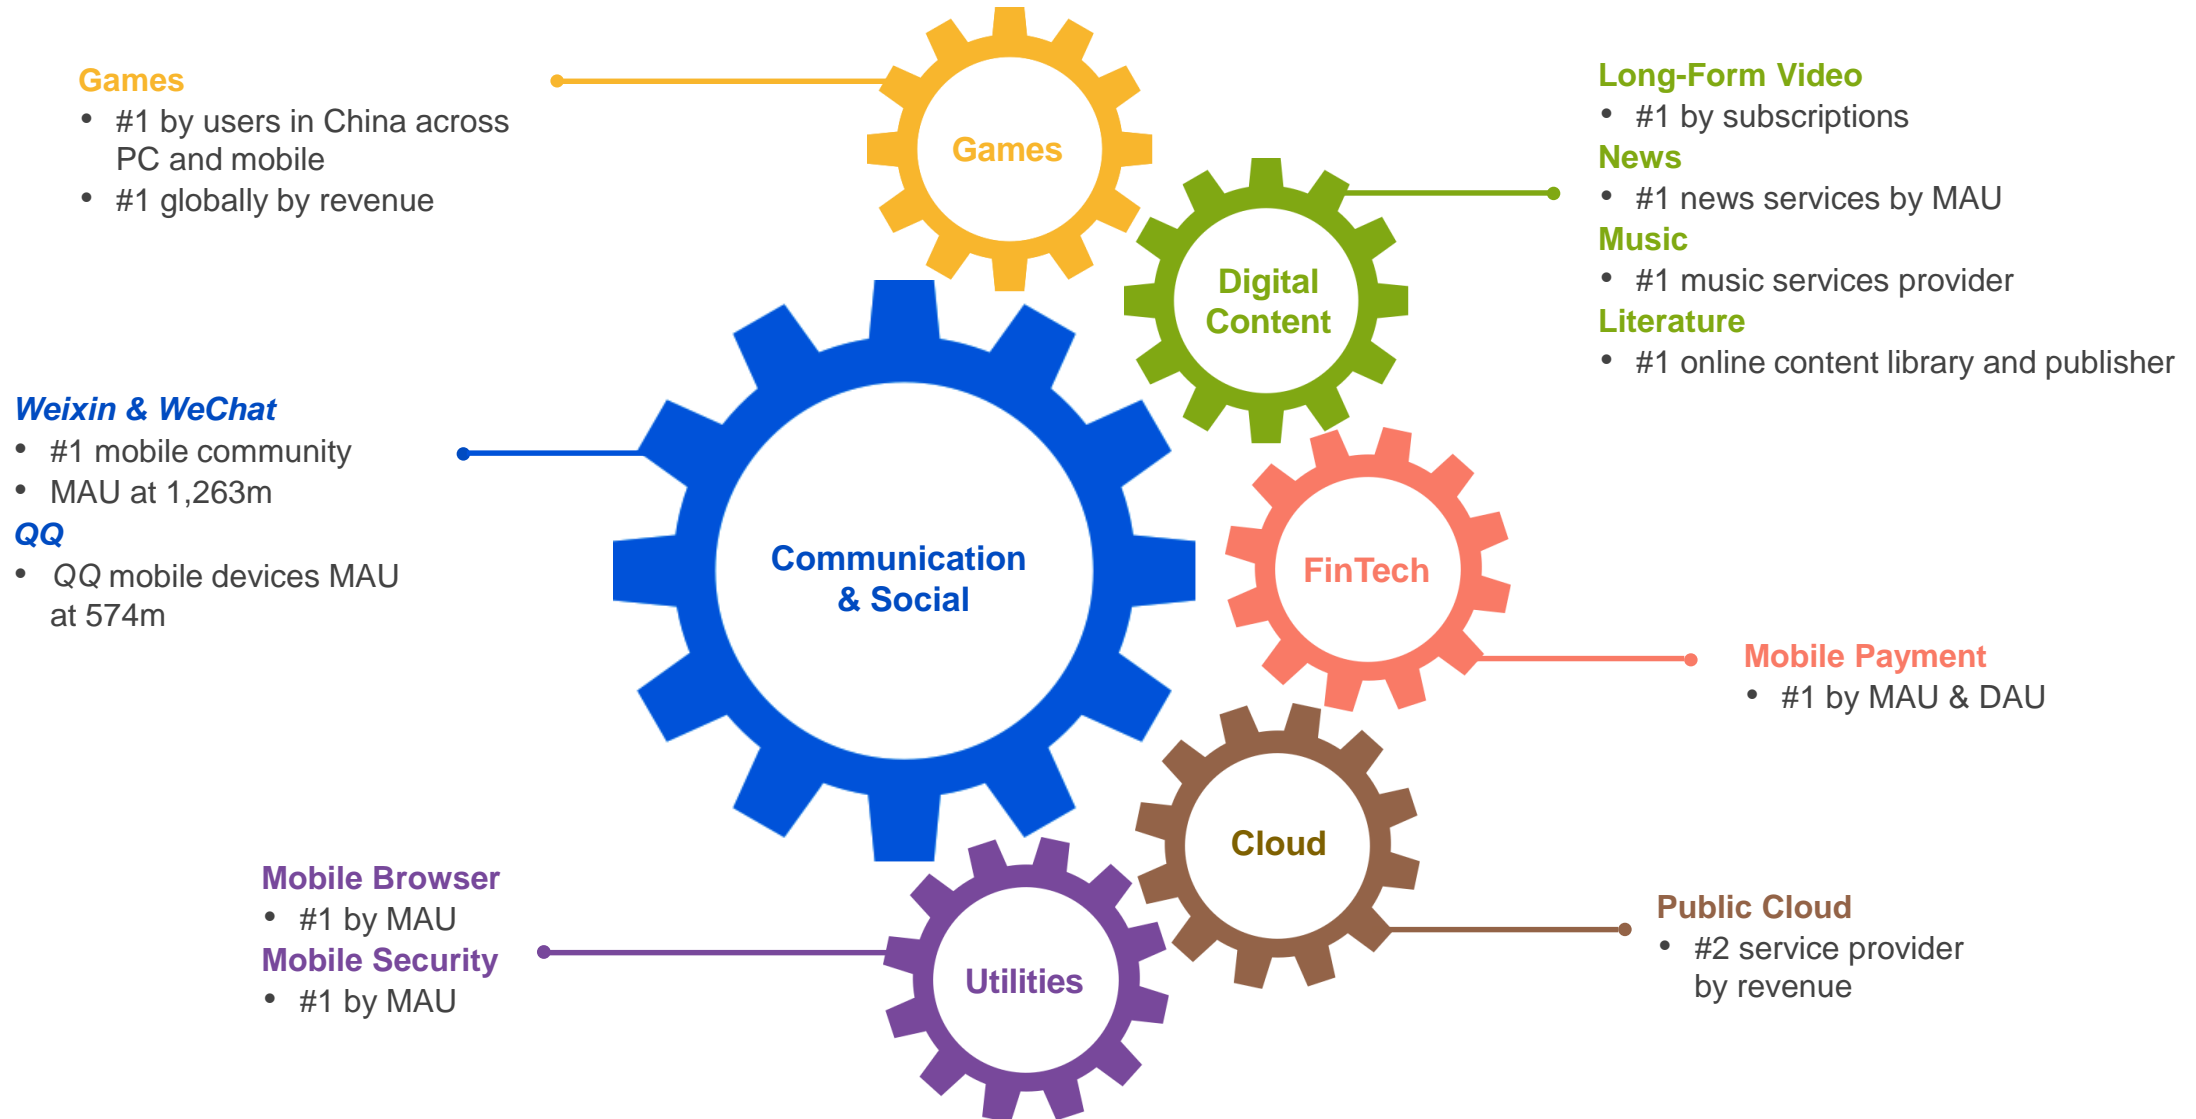 Games
• #1 by users in China across
PC and mobile
• #1 globally by revenue
Games
Long-Form Video
• #1 by subscriptions
News
• #1 news services by MAU
Music
• #1 music services provider
Literature
• #1 online content library and publisher
Digital
Content
Weixin & WeChat
• #1 mobile community
• MAU at 1,263m
QQ
• QQ mobile devices MAU
at 574m
Communication
& Social
FinTech
Mobile Payment
• #1 by MAU & DAU
Cloud
Public Cloud
• #2 service provider
by revenue
Mobile Browser
• #1 by MAU
Mobile Security
• #1 by MAU
Utilities